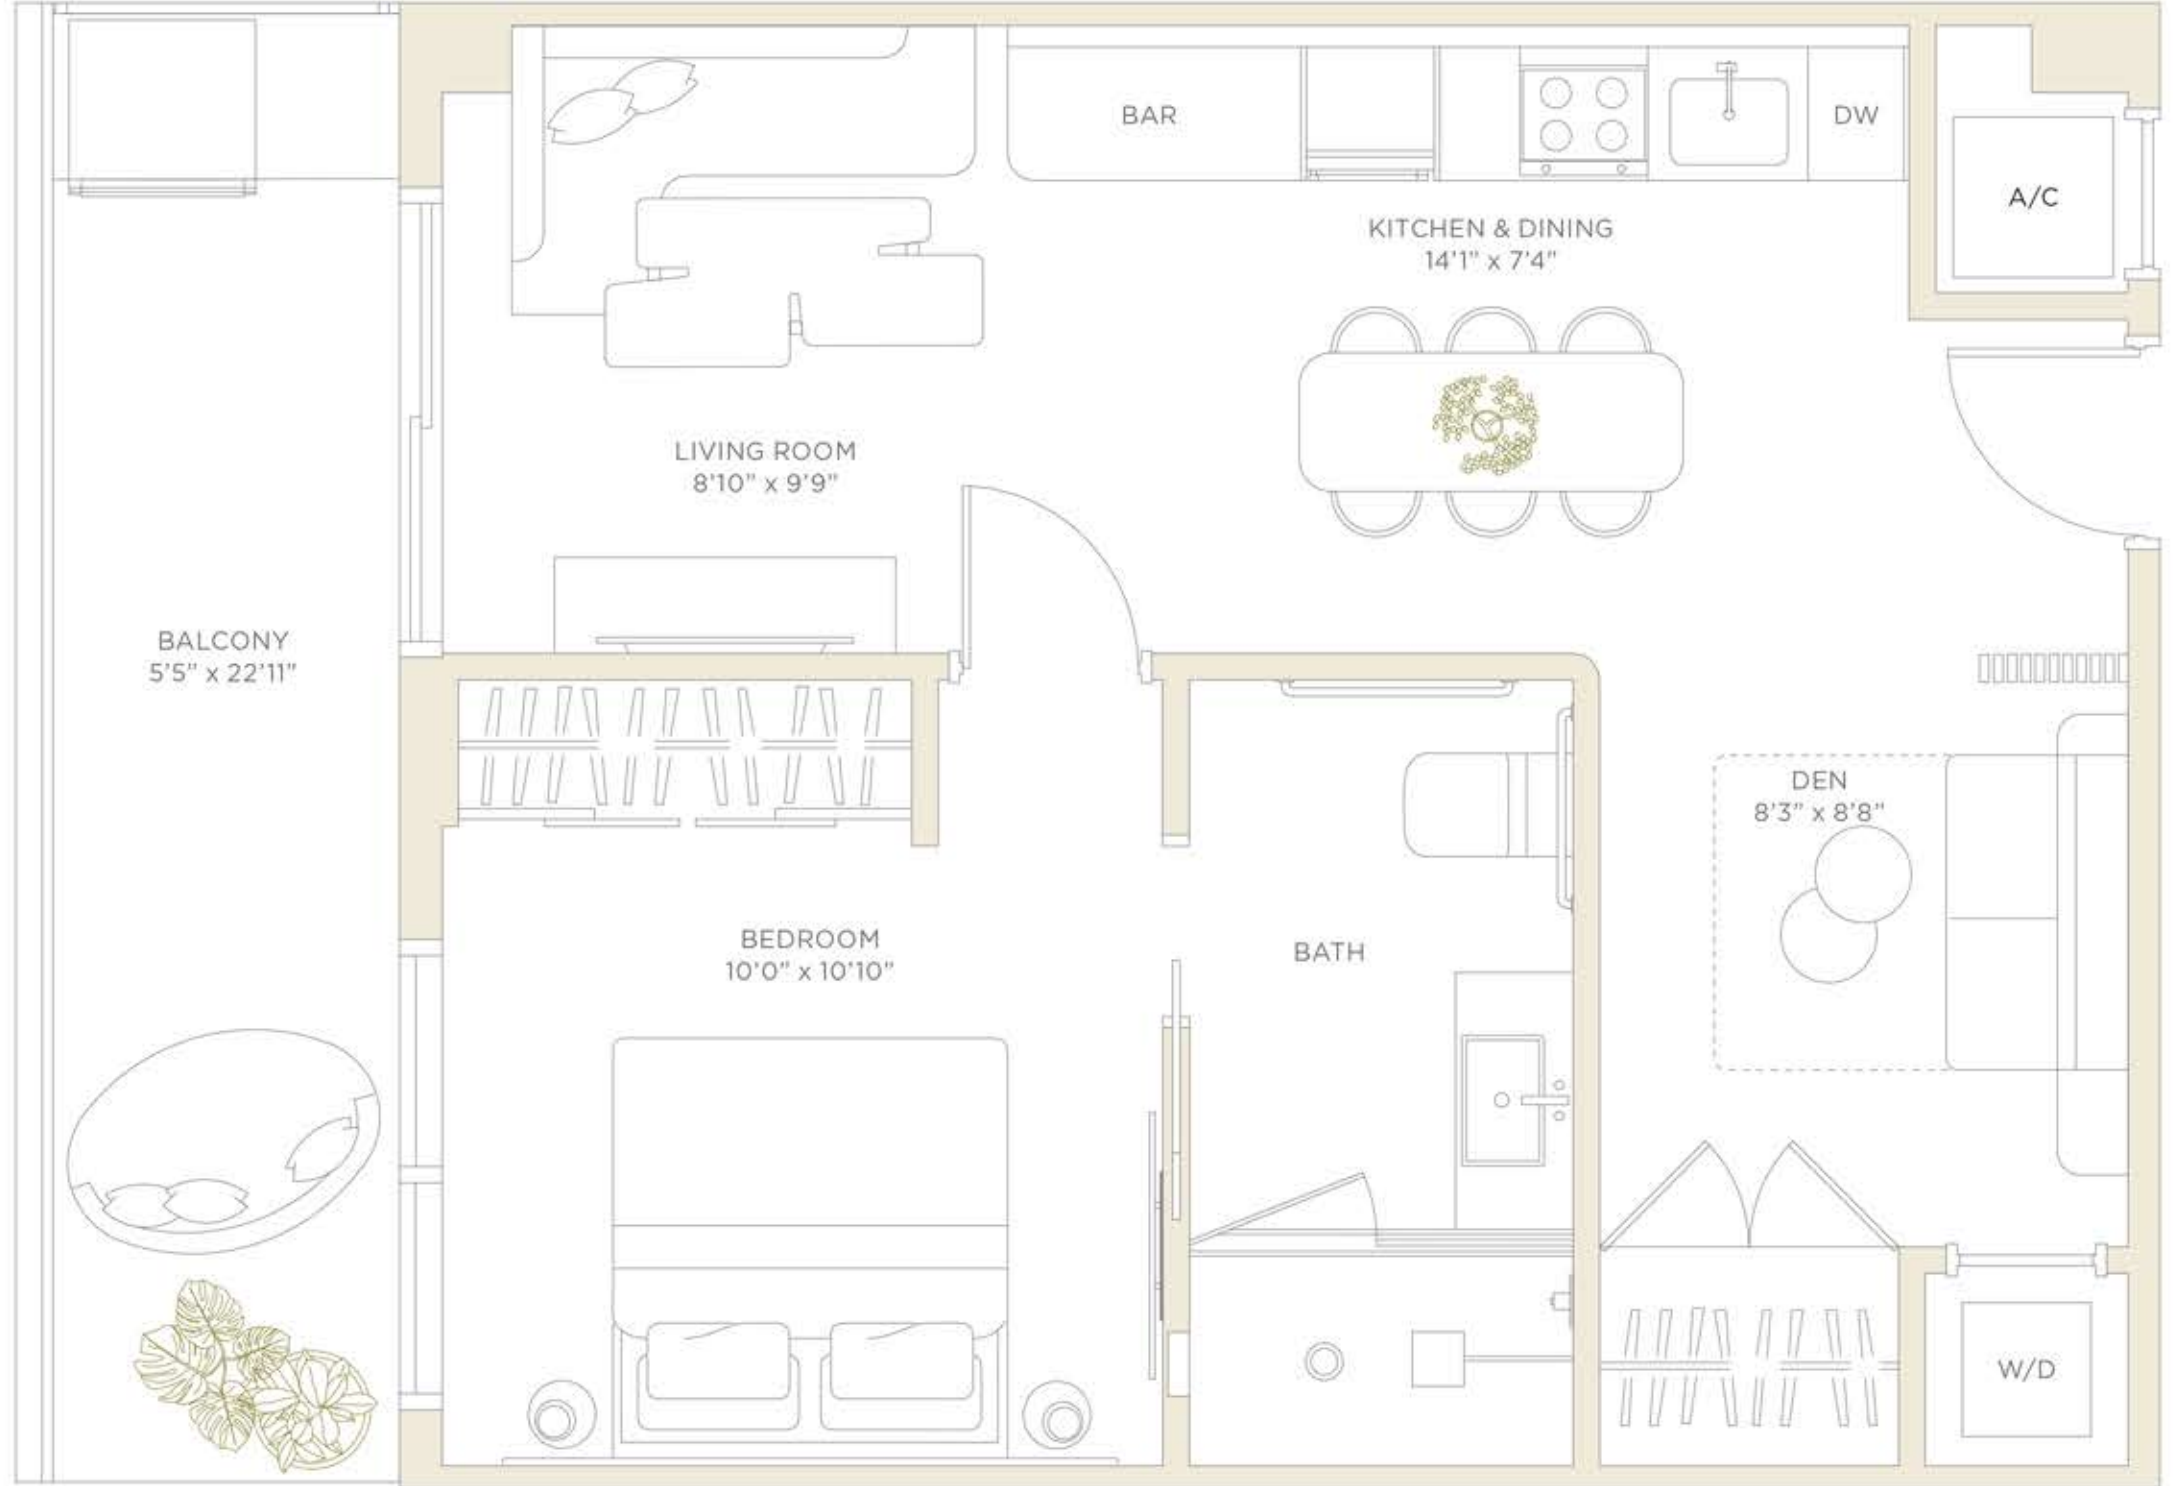 BAR
DW
A/C
KITCHEN & DINING
14'1" x 7'4"
LIVING ROOM
8'10" x 9'9"
BALCONY
5'5" x 22'11"
DEN
8'3" x 8'8"
BEDROOM
10'0" x 10'10"
BATH
W/D